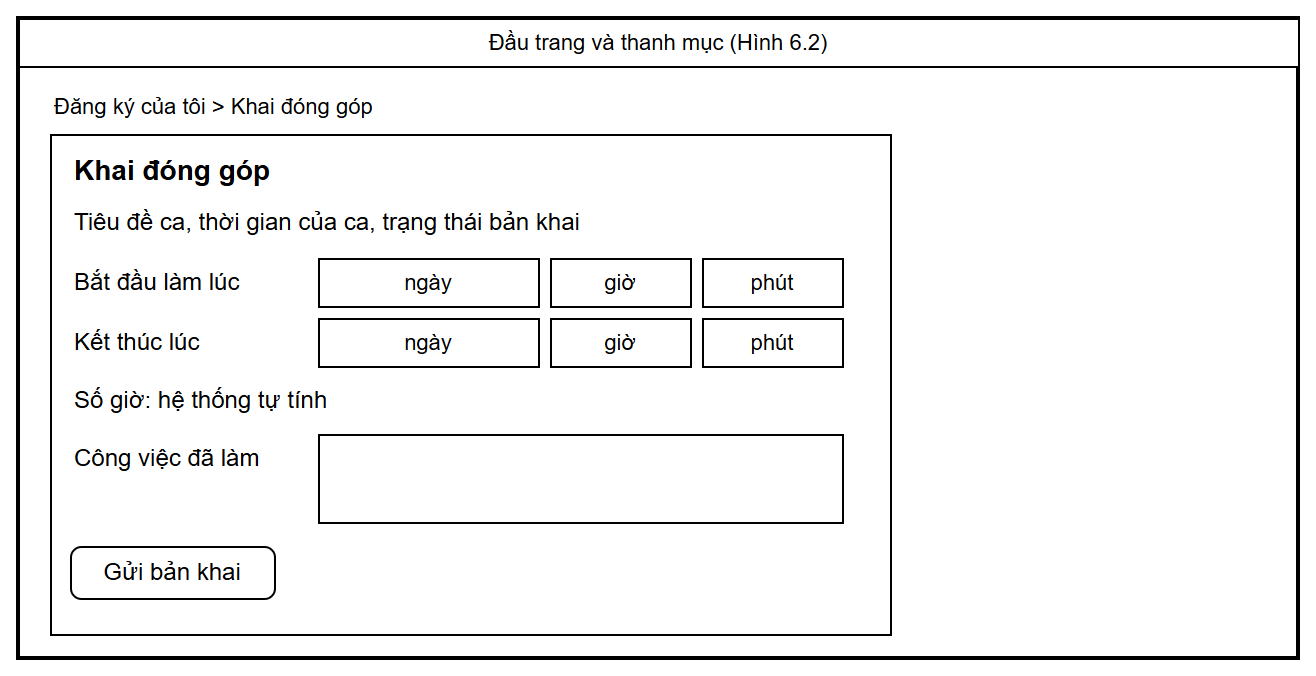 Đầu trang và thanh mục (Hình 6.2)
Đăng ký của tôi > Khai đóng góp
Khai đóng góp
Tiêu đề ca, thời gian của ca, trạng thái bản khai
Bắt đầu làm lúc ngày giờ phút
Kết thúc lúc ngày giờ phút
Số giờ: hệ thống tự tính
Công việc đã làm
Gửi bản khai